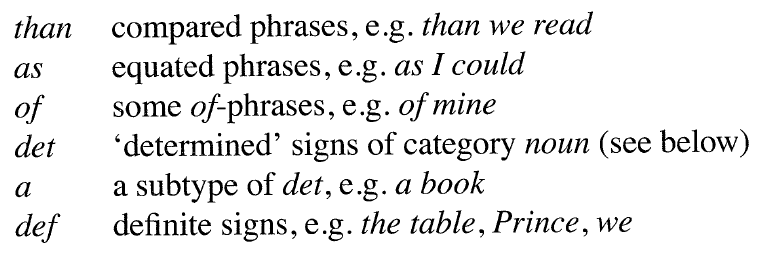 than compared phrases, e.g. than we read
as equated phrases, e.g. as I could
of some of-phrases, e.g. of mine
det ‘determined’ signs of category noun (see below)
a a subtype of det, e.g. a book
def definite signs, e.g. the table, Prince, we